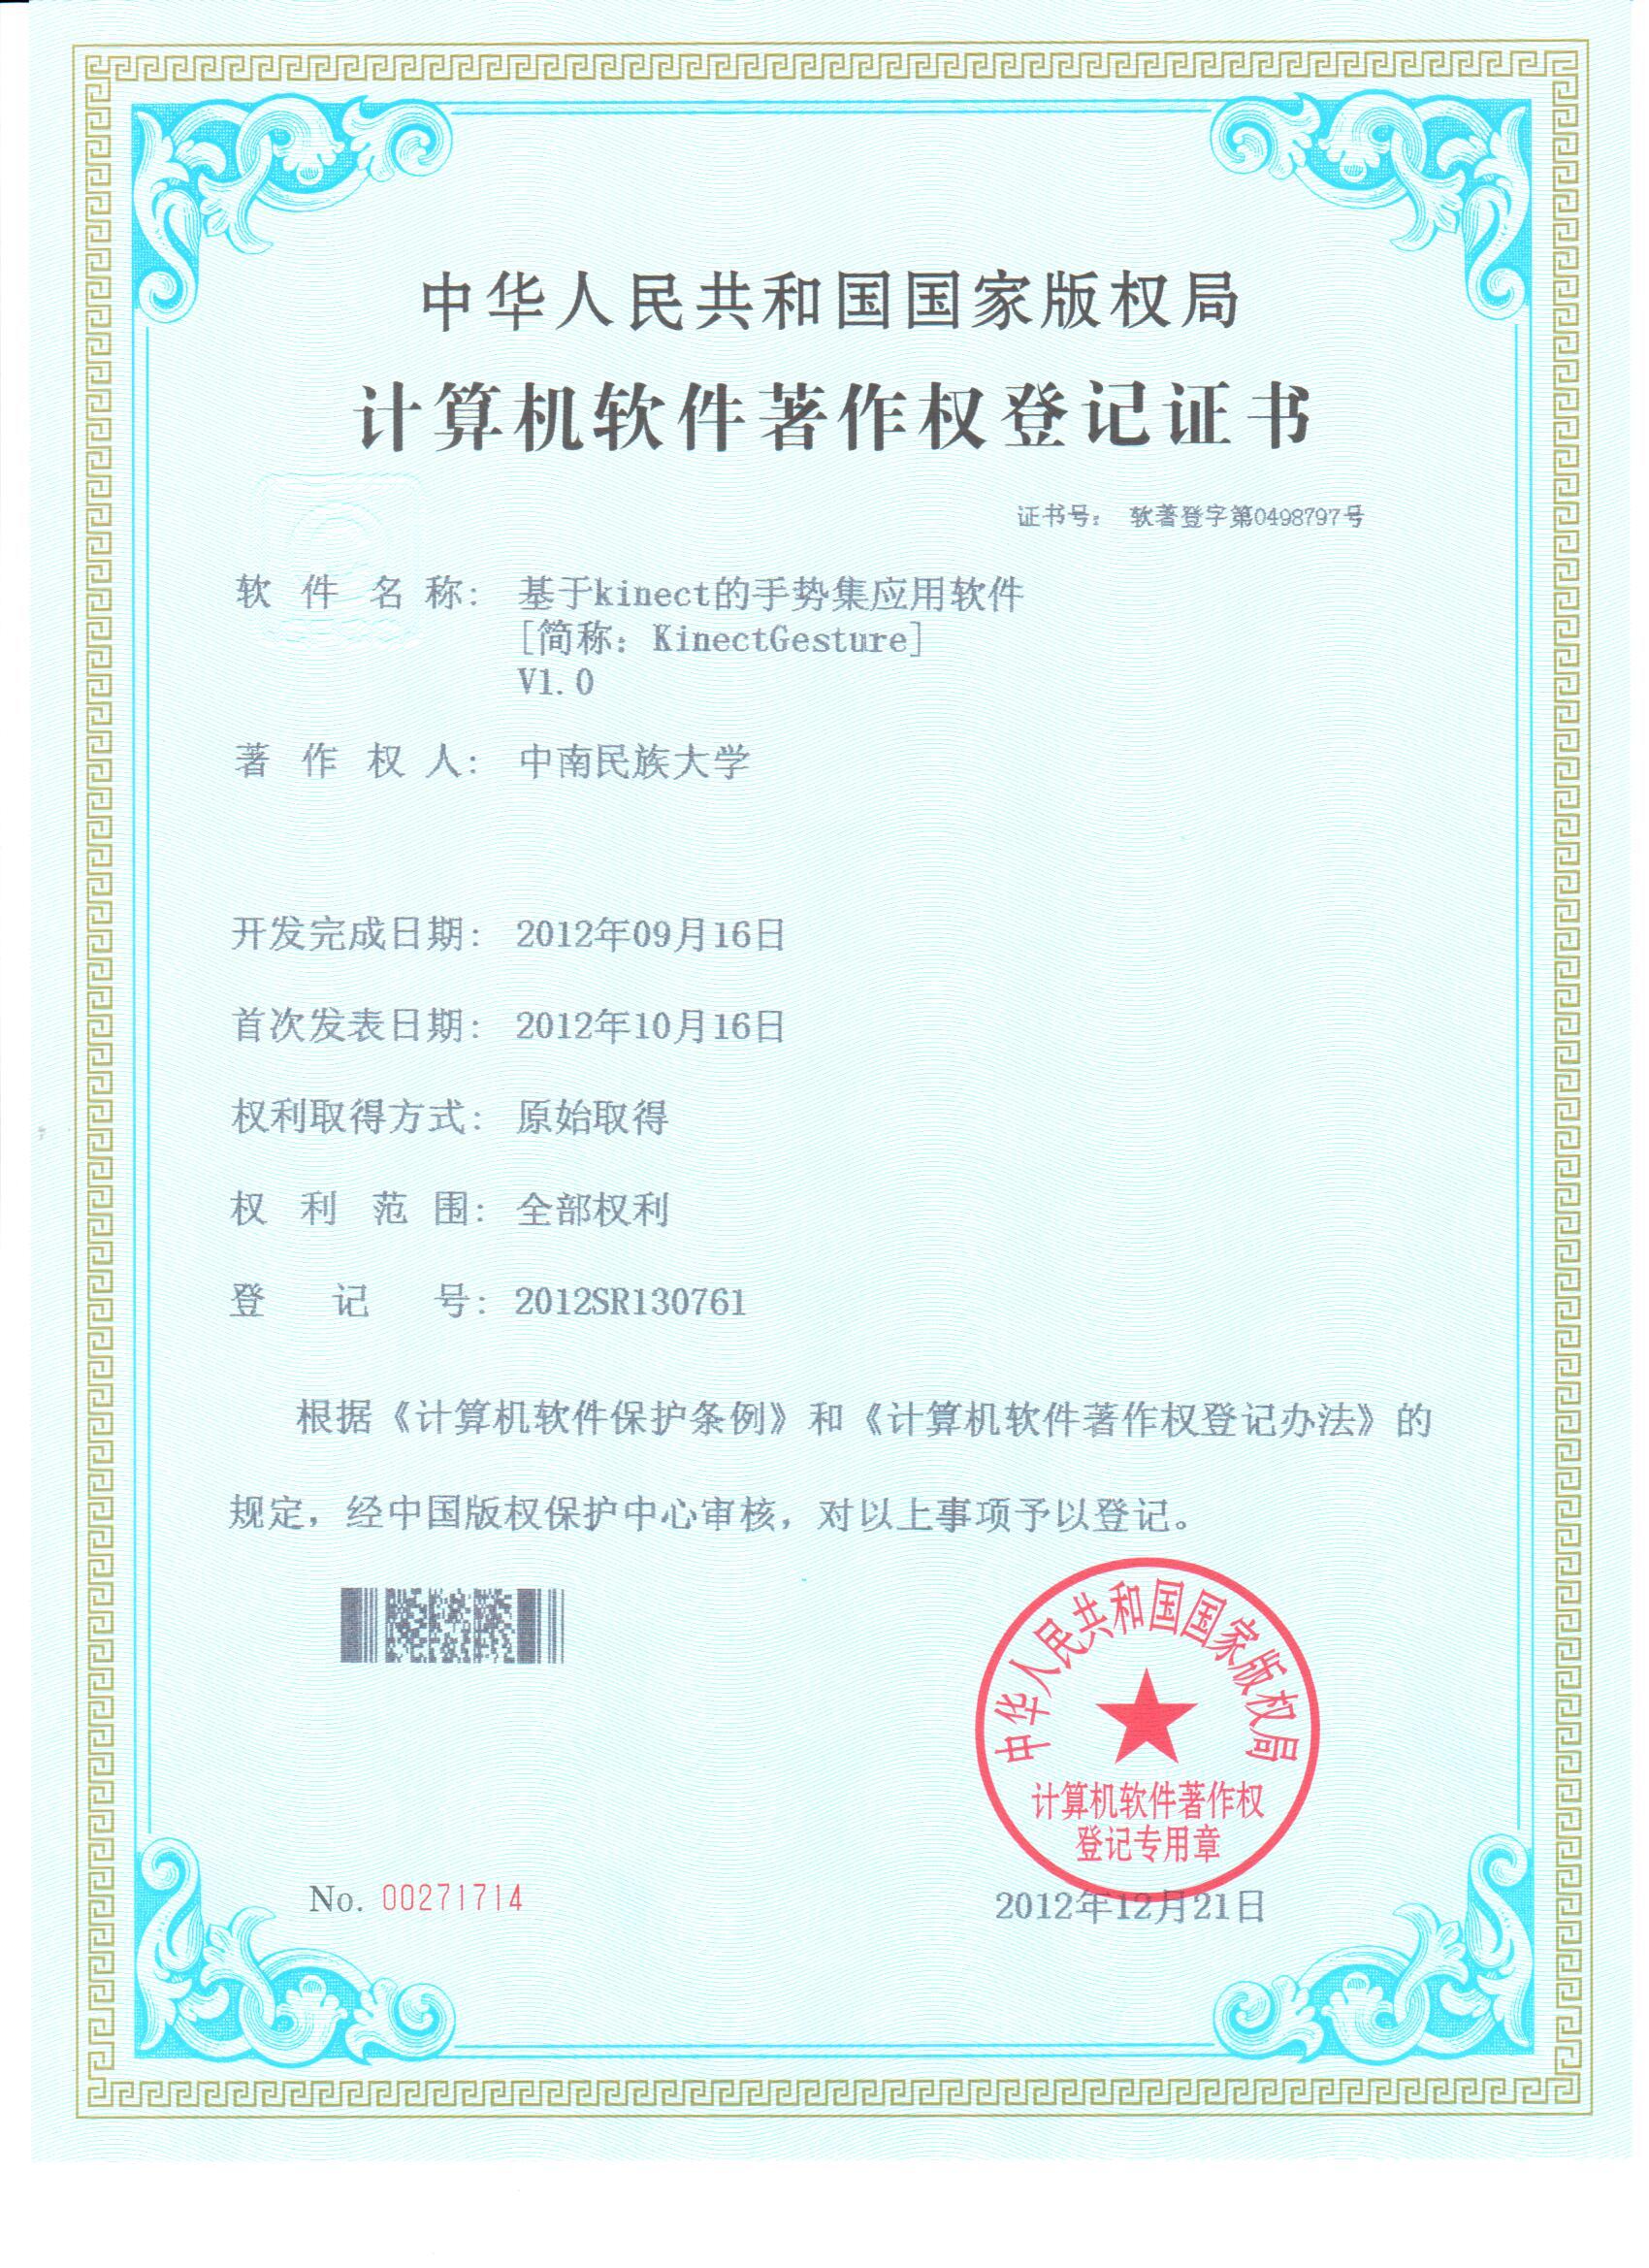 中华人民共和国国家版权局
计算机软件著作权登记证书
证书号： 软著登字第0498797号
软件名称： 基于kinect的手势集应用软件
[简称：KinectGesture]
V1.0
著作权人： 中南民族大学
开发完成日期： 2012年09月16日
首次发表日期： 2012年10月16日
权利取得方式： 原始取得
权利范围： 全部权利
登记号： 2012SR130761
根据《计算机软件保护条例》和《计算机软件著作权登记办法》的
规定，经中国版权保护中心审核，对以上事项予以登记。
中华人民共和国国家版权局
计算机软件著作权
登记专用章
No. 00271714
2012年12月21日